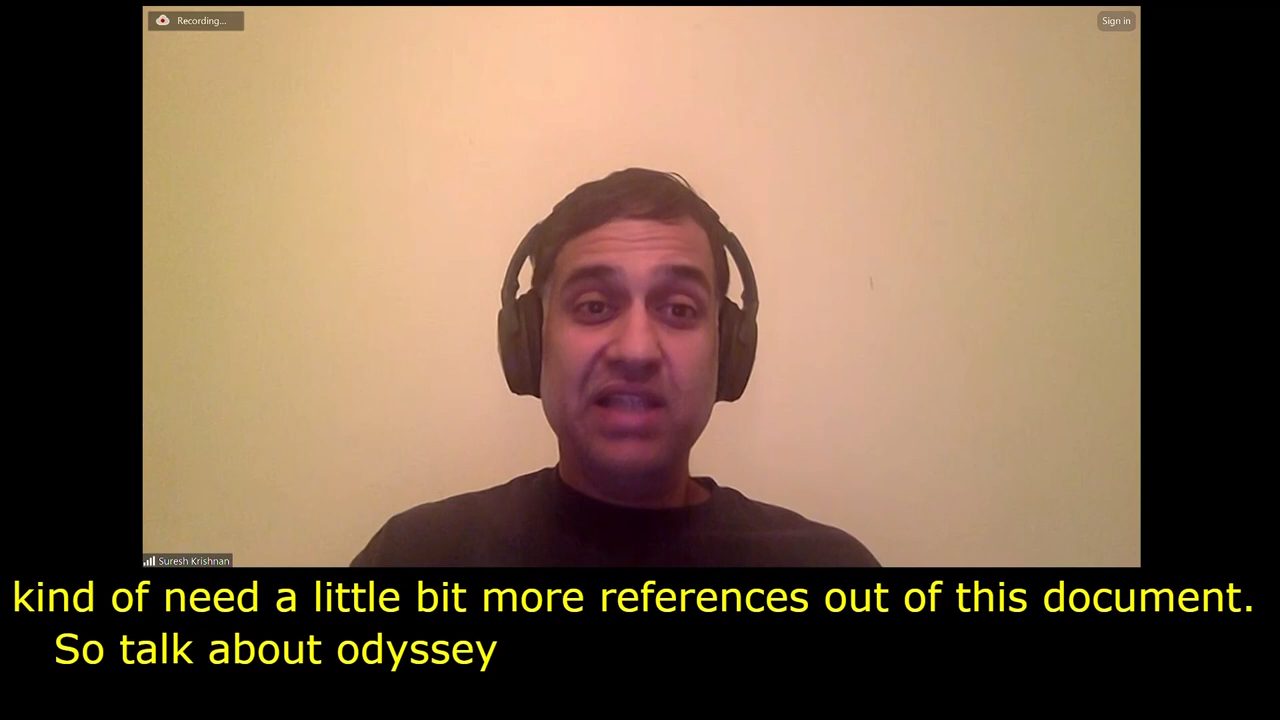 Recording...
Sign in
Suresh Krishnan
kind of need a little bit more references out of this document.
So talk about odyssey